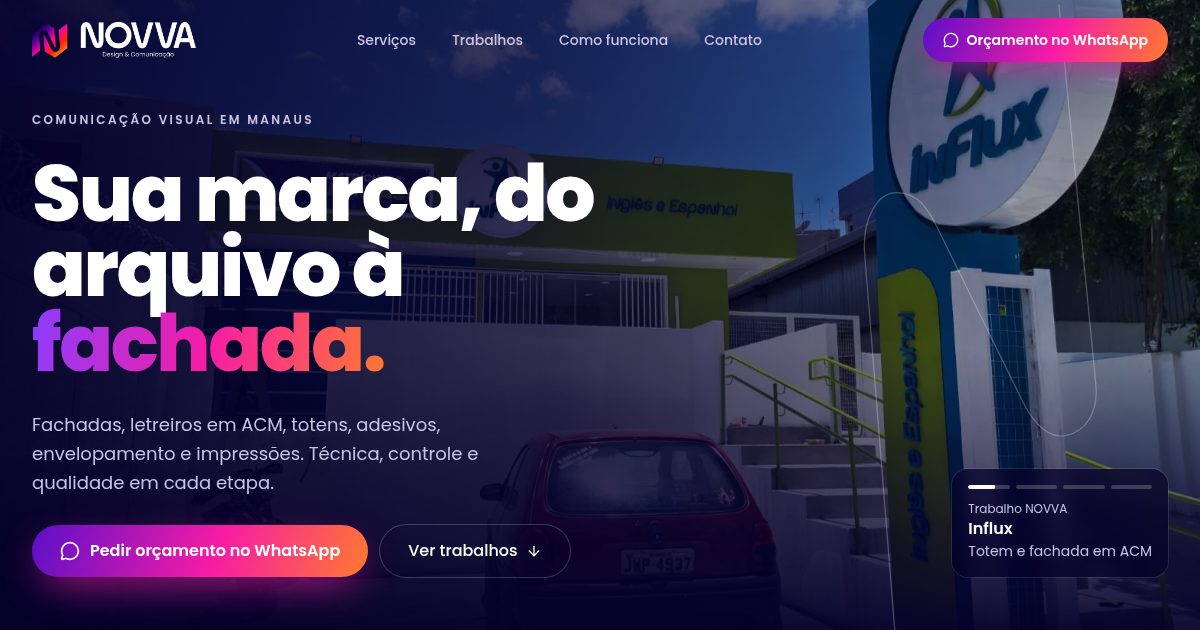 NOVVA
Design & Comunicação
Serviços
Trabalhos
Como funciona
Contato
Orçamento no WhatsApp
COMUNICAÇÃO VISUAL EM MANAUS
Sua marca, do
arquivo à
fachada.
Fachadas, letreiros em ACM, totens, adesivos,
envelopamento e impressões. Técnica, controle e
qualidade em cada etapa.
Pedir orçamento no WhatsApp
Ver trabalhos
inFlux
Inglês e Espanhol
Inglês e Espanhol
JWP-4937
Trabalho NOVVA
Influx
Totem e fachada em ACM